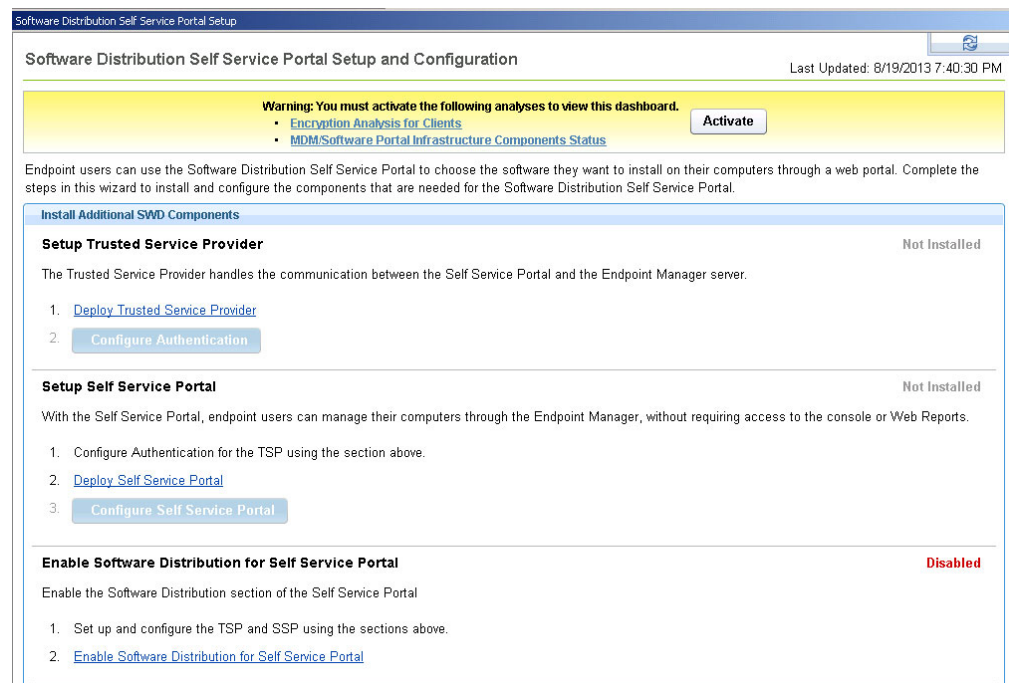 Software Distribution Self Service Portal Setup
Software Distribution Self Service Portal Setup and Configuration
Last Updated: 8/19/2013 7:40:30 PM
Warning: You must activate the following analyses to view this dashboard.
• Encryption Analysis for Clients
• MDM/Software Portal Infrastructure Components Status
Activate
Endpoint users can use the Software Distribution Self Service Portal to choose the software they want to install on their computers through a web portal. Complete the
steps in this wizard to install and configure the components that are needed for the Software Distribution Self Service Portal.
Install Additional SWD Components
Setup Trusted Service Provider
Not Installed
The Trusted Service Provider handles the communication between the Self Service Portal and the Endpoint Manager server.
1. Deploy Trusted Service Provider
2. Configure Authentication
Setup Self Service Portal
Not Installed
With the Self Service Portal, endpoint users can manage their computers through the Endpoint Manager, without requiring access to the console or Web Reports.
1. Configure Authentication for the TSP using the section above.
2. Deploy Self Service Portal
3. Configure Self Service Portal
Enable Software Distribution for Self Service Portal
Disabled
Enable the Software Distribution section of the Self Service Portal
1. Set up and configure the TSP and SSP using the sections above.
2. Enable Software Distribution for Self Service Portal